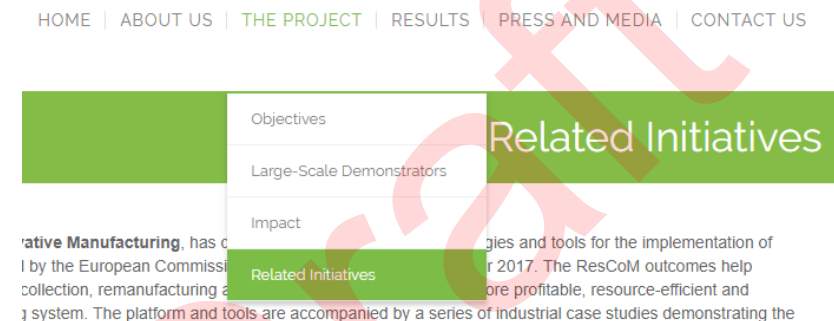 HOME | ABOUT US | THE PROJECT | RESULTS | PRESS AND MEDIA | CONTACT US
Related Initiatives
Objectives
Large-Scale Demonstrators
Impact
Related Initiatives
Manufacturing, has gies and tools for the implementation of
by the European 2017. The ResCoM outcomes help
collection, remanufacturing profitable, resource-efficient and
system. The platform and tools are accompanied by a series of industrial case studies demonstrating the
raft